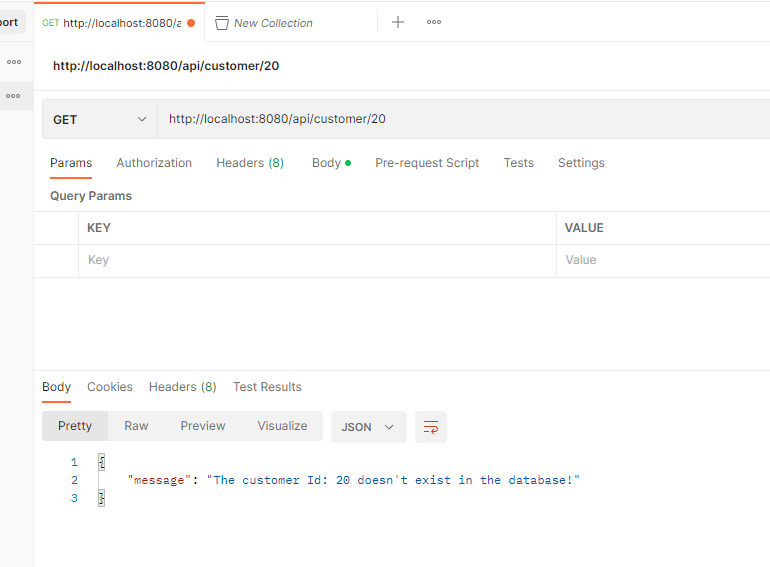 port GET http://localhost:8080/a New Collection
http://localhost:8080/api/customer/20
GET http://localhost:8080/api/customer/20
Params Authorization Headers (8) Body Pre-request Script Tests Settings
Query Params
KEY VALUE
Key Value
Body Cookies Headers (8) Test Results
Pretty Raw Preview Visualize JSON
1 {
2 "message": "The customer Id: 20 doesn't exist in the database!"
3 }